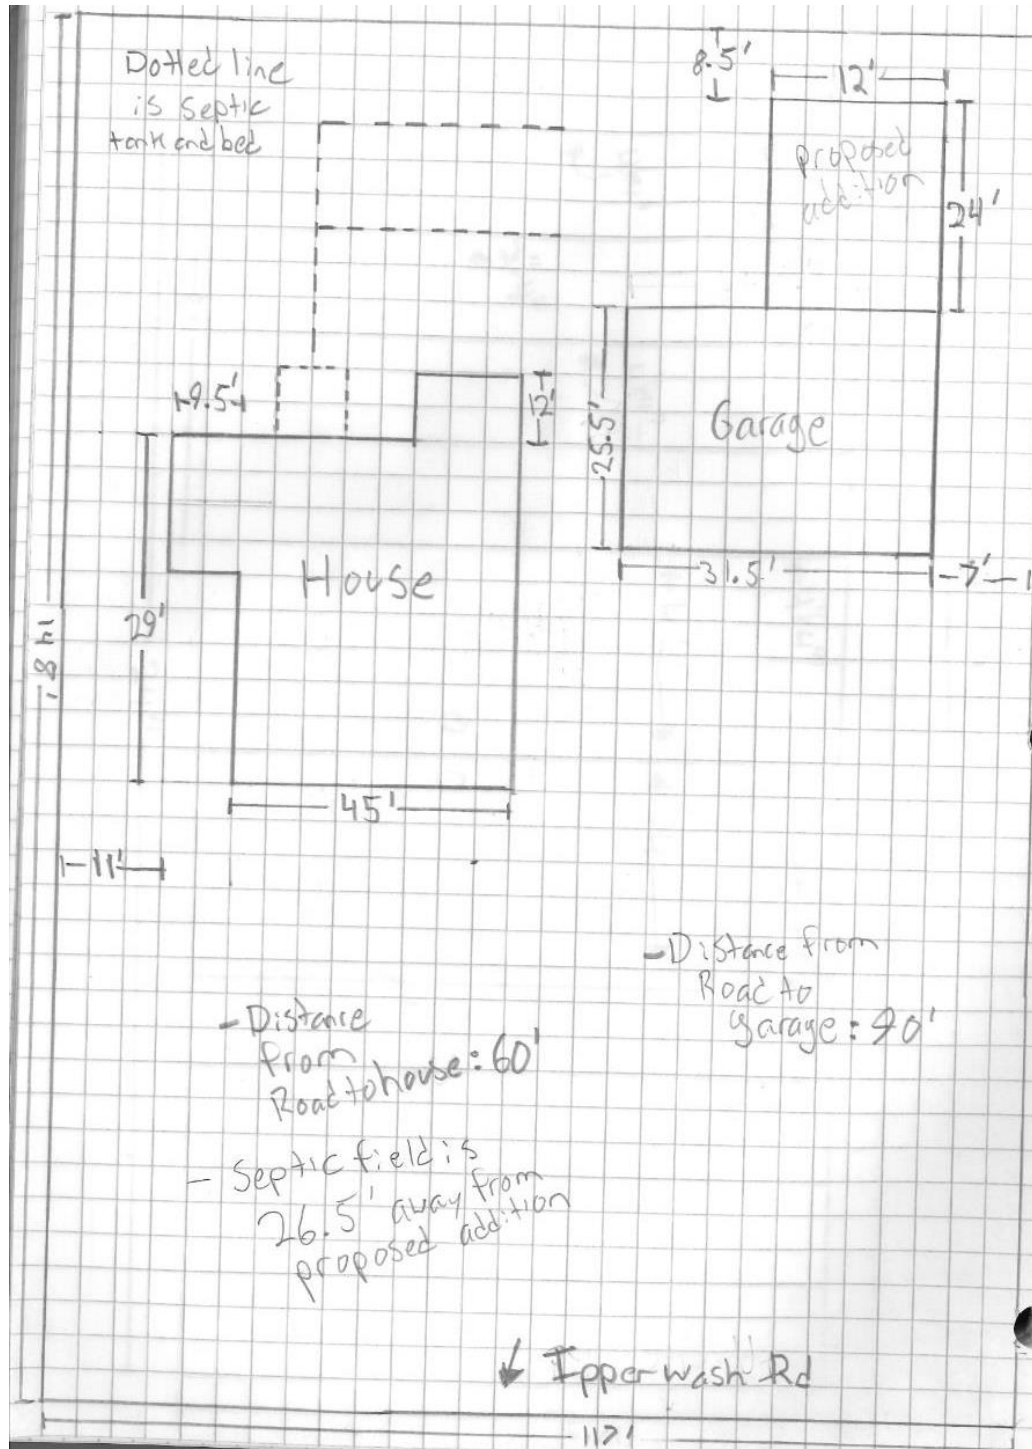 Dotted line
is septic
tank and bed
8.5'
12'
proposed
addition
24'
9.5'
12'
25.5'
Garage
31.5'
7'
House
29'
148'
45'
11'
- Distance from
Road to
garage: 90'
- Distance
from
Road to house: 60'
- Septic field is
26.5' away from
proposed addition
↙ Ipperwash Rd
117'